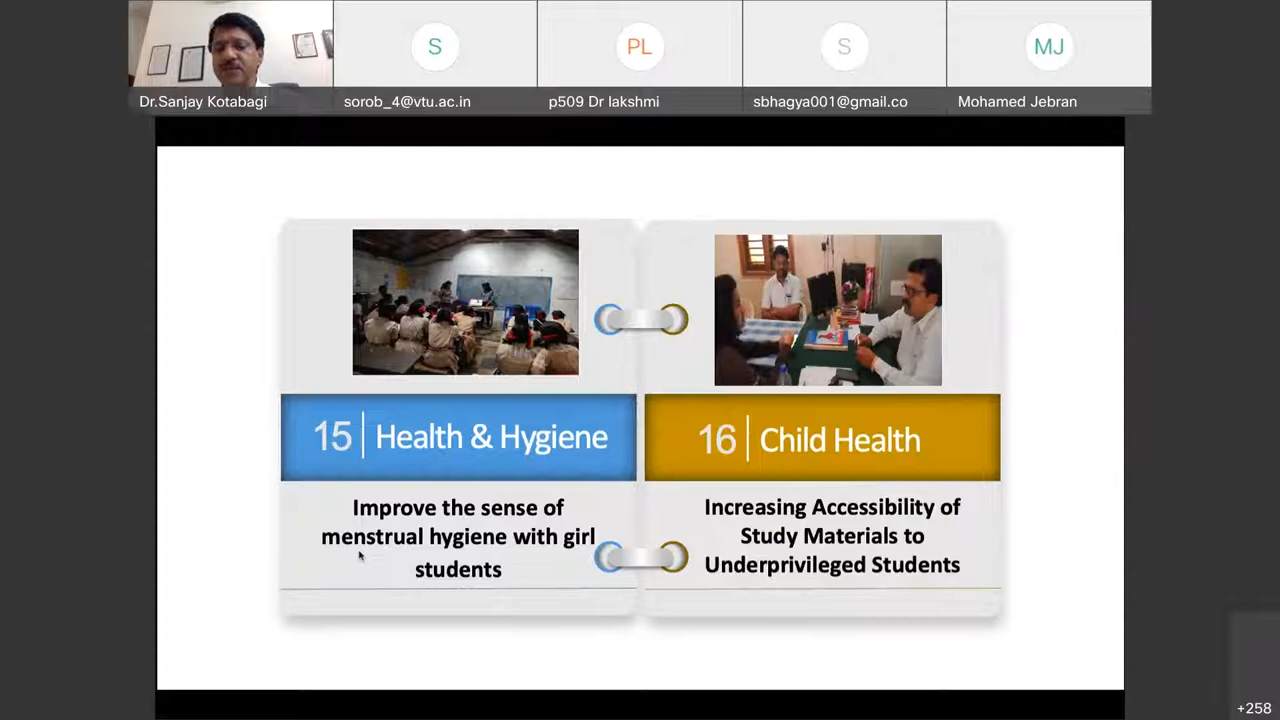 S
PL
S
MJ
Dr.Sanjay Kotabagi
sorob_4@vtu.ac.in
p509 Dr lakshmi
sbhagya001@gmail.co
Mohamed Jebran
15 Health & Hygiene
Improve the sense of
menstrual hygiene with girl
students
16 Child Health
Increasing Accessibility of
Study Materials to
Underprivileged Students
+258